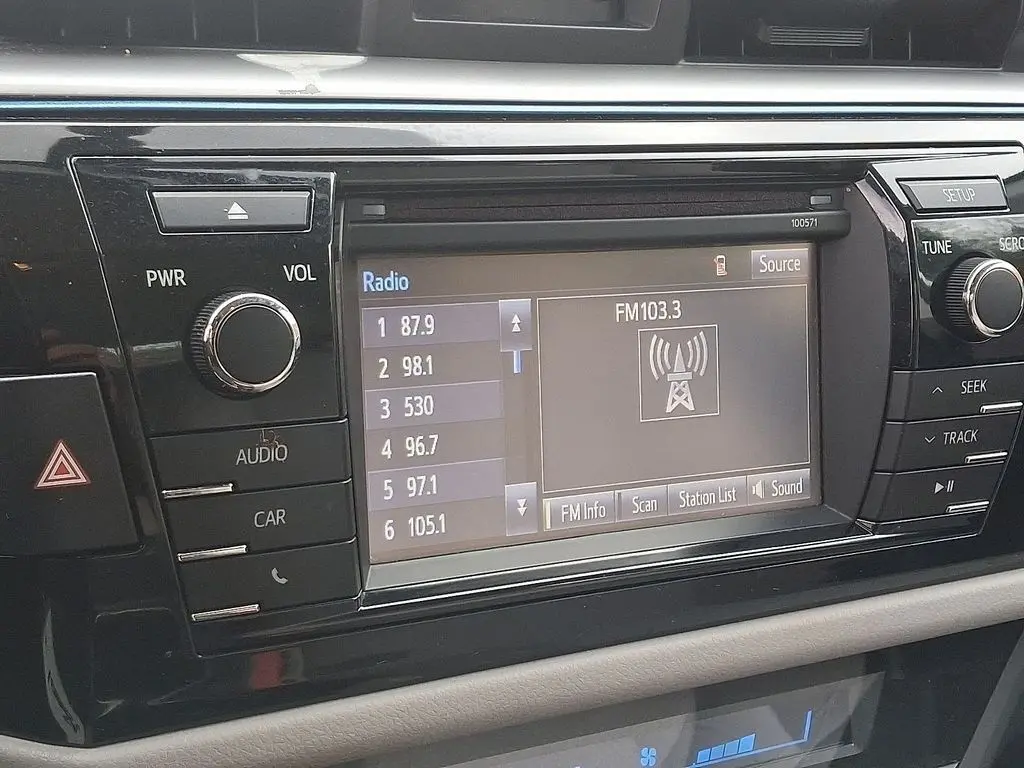 SETUP
100571
TUNE
SCRO
PWR
VOL
Radio
Source
FM103.3
1 87.9
2 98.1
3 530
4 96.7
5 97.1
6 105.1
FM Info
Scan
Station List
Sound
AUDIO
CAR
SEEK
TRACK